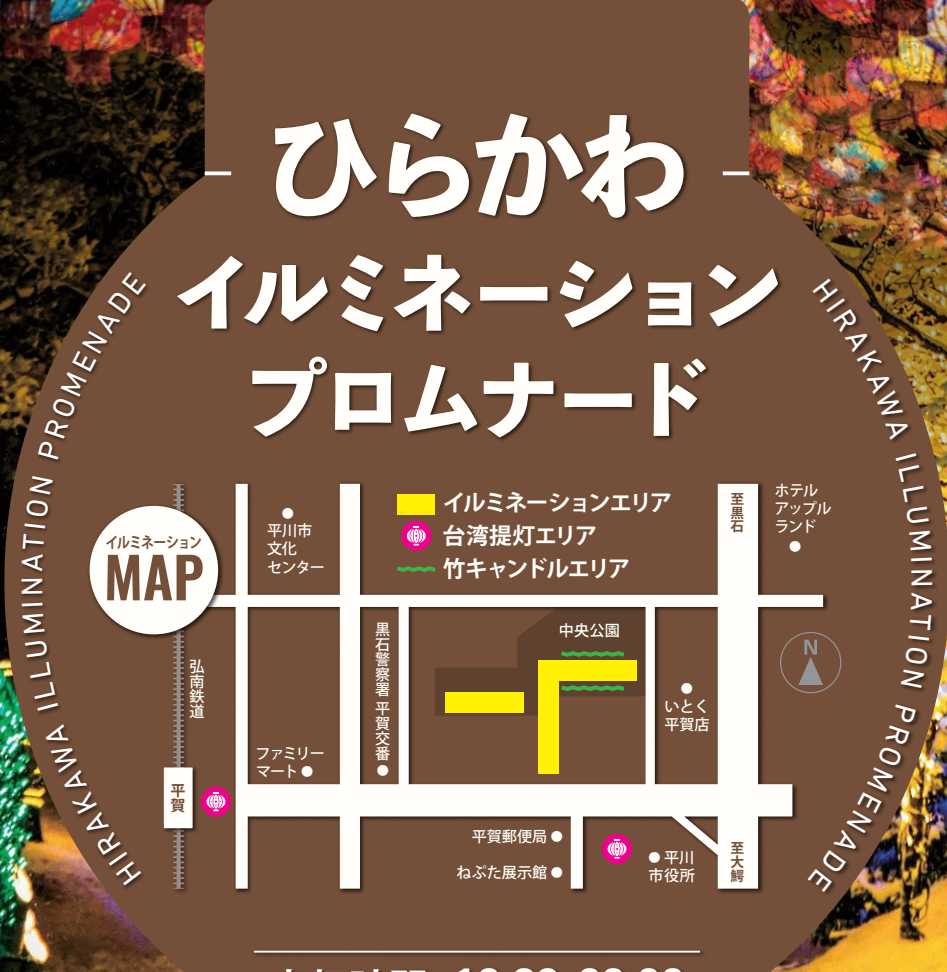 ひらかわ
イルミネーション
プロムナード
HIRAKAWA ILLUMINATION PROMENADE
HIRAKAWA ILLUMINATION PROMENADE
イルミネーション
MAP
平川市
文化
センター
イルミネーションエリア
台湾提灯エリア
竹キャンドルエリア
至黒石
ホテル
アップル
ランド
N
弘南鉄道
黒石警察署 平賀交番
中央公園
いとく
平賀店
ファミリー
マート
平賀
平賀郵便局
ねぷた展示館
平川
市役所
至大鰐